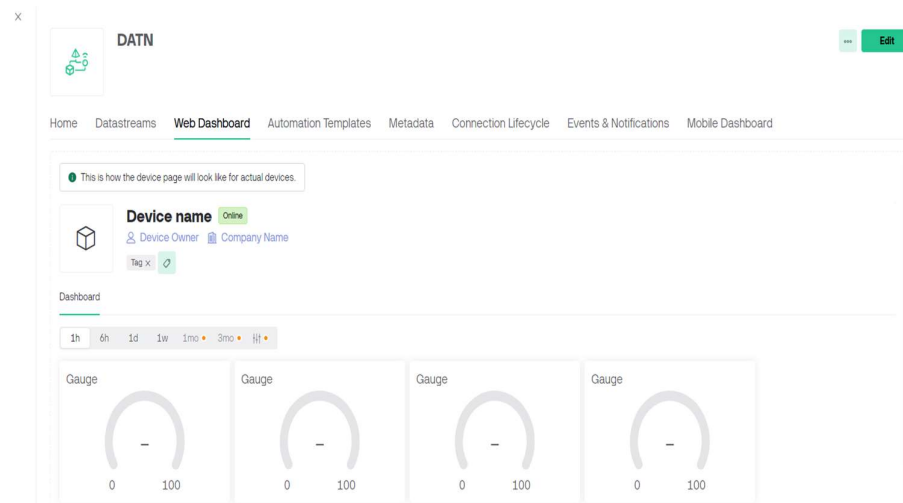 DATN
Edit
Home Datastreams Web Dashboard Automation Templates Metadata Connection Lifecycle Events & Notifications Mobile Dashboard
This is how the device page will look like for actual devices.
Device name Online
Device Owner Company Name
Tag x
Dashboard
1h 6h 1d 1w 1mo 3mo
Gauge Gauge Gauge Gauge
– – – –
0 100 0 100 0 100 0 100